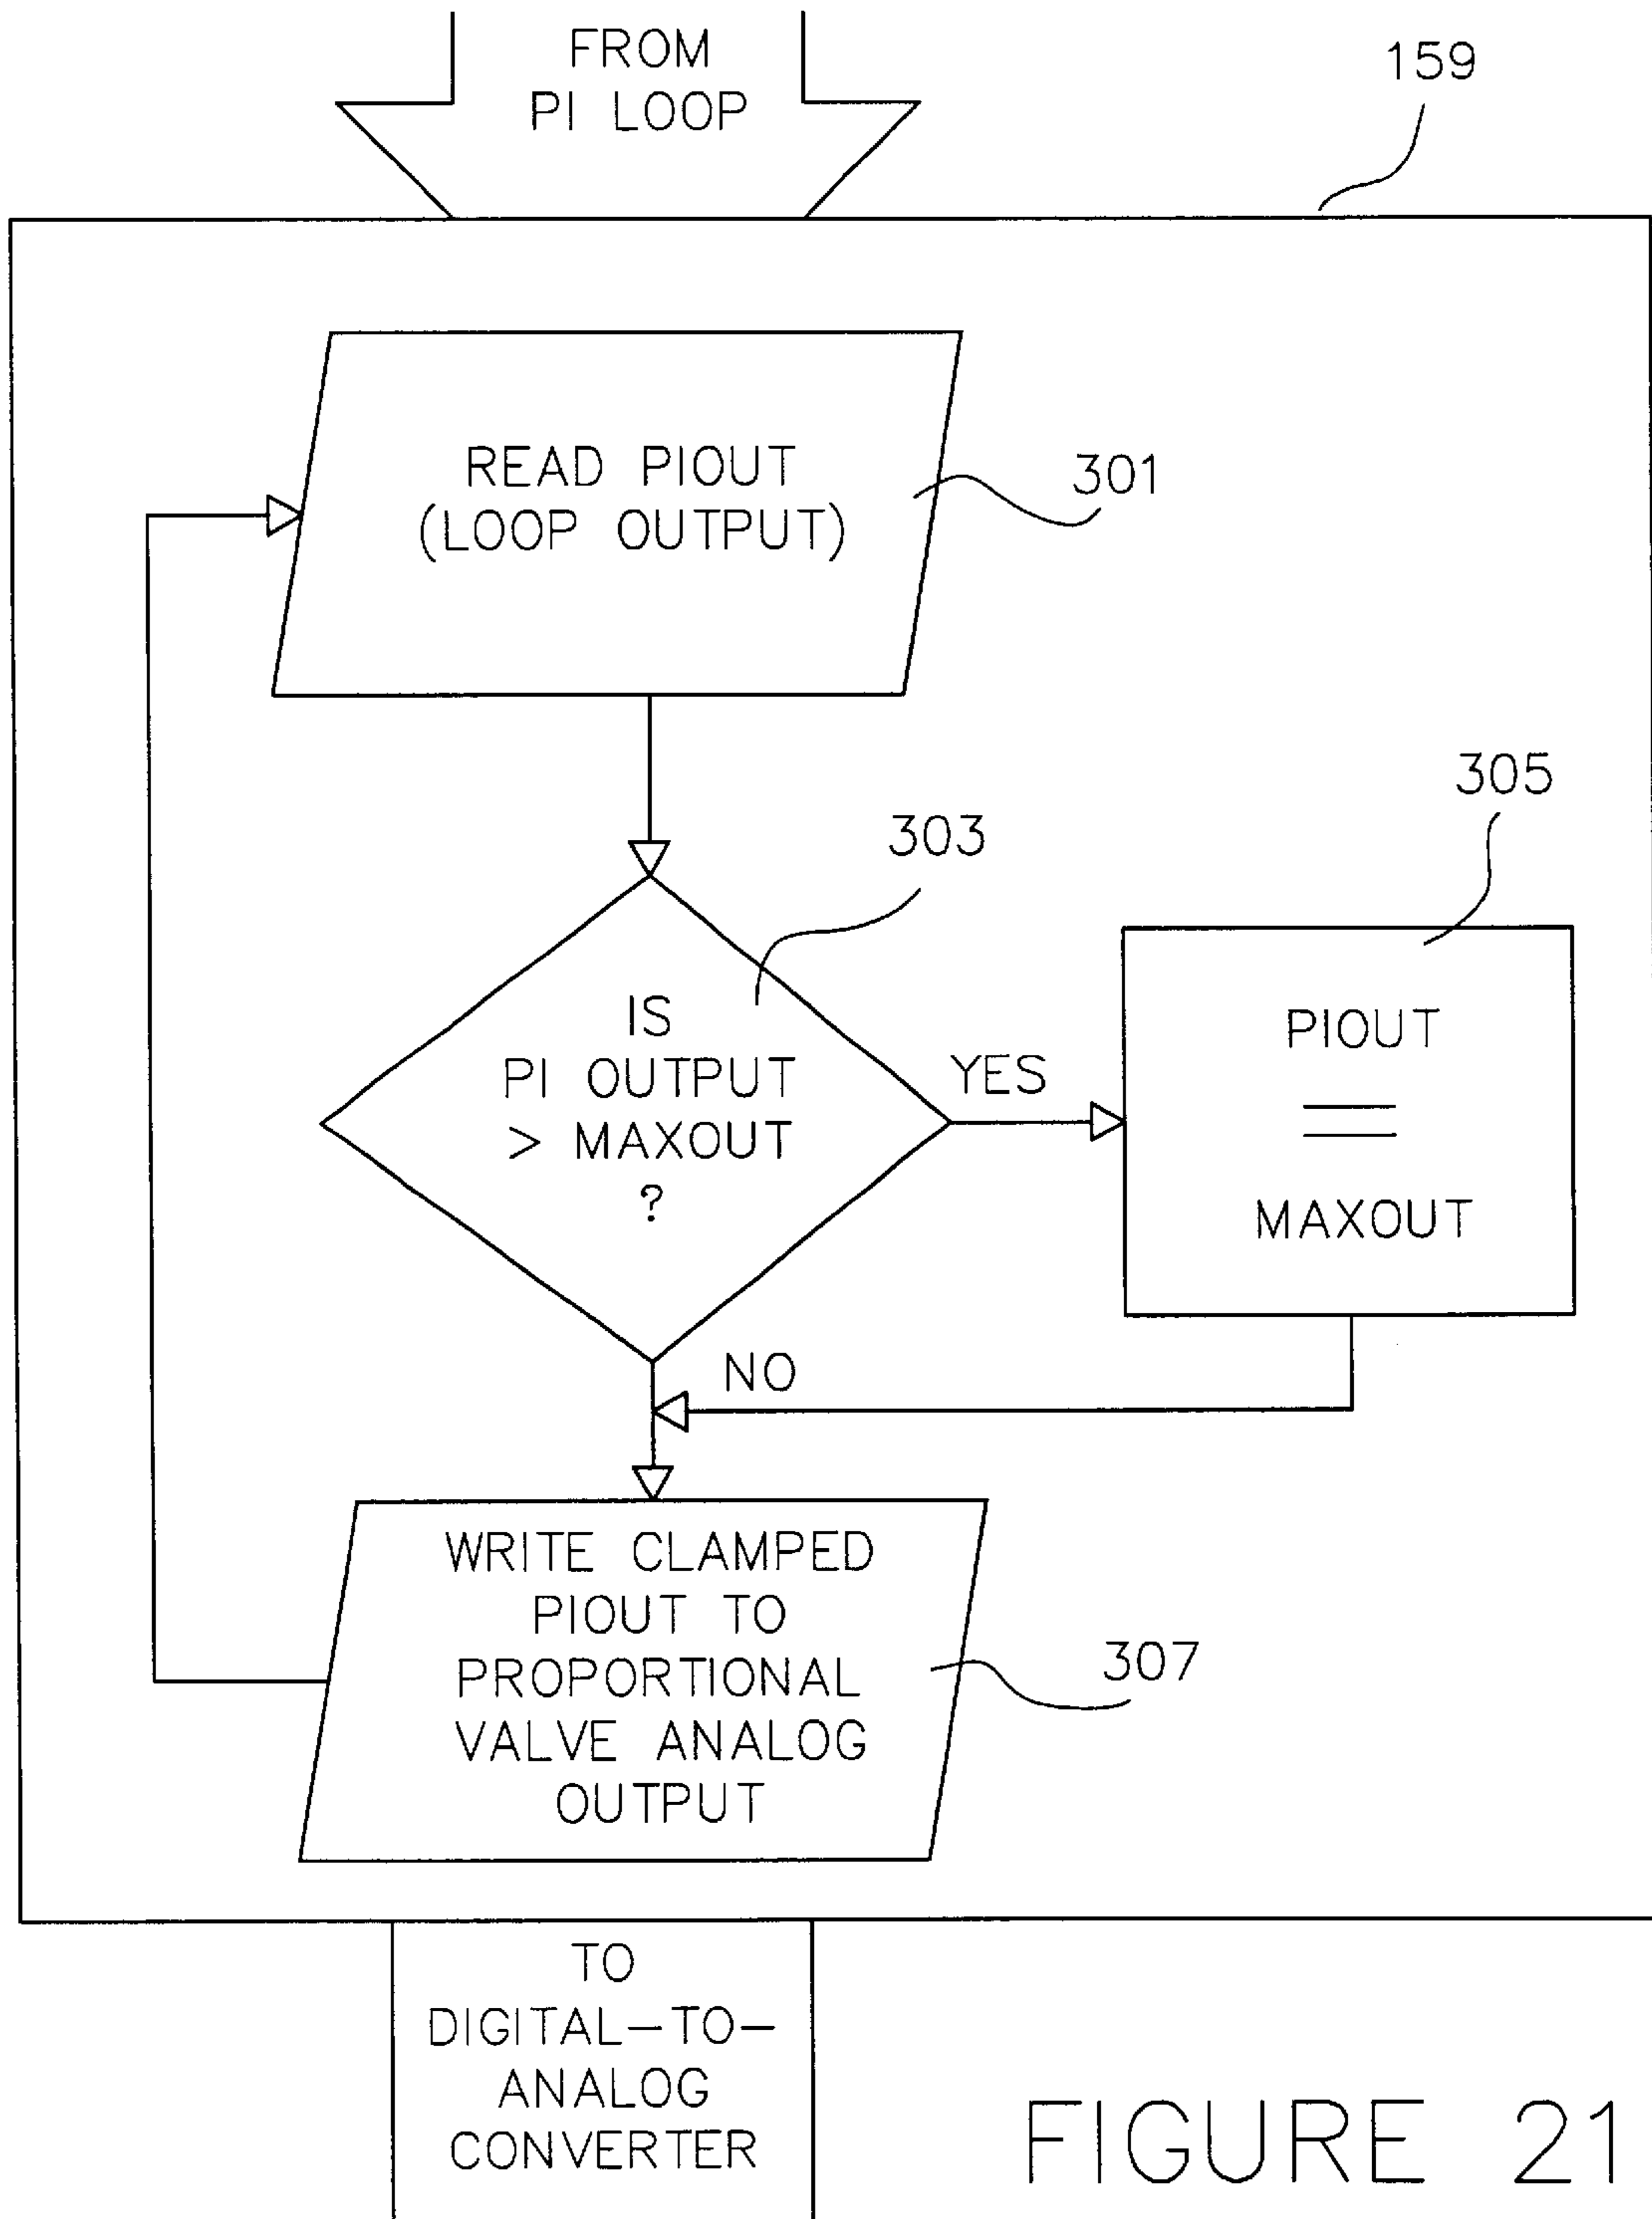 FROM
PI LOOP
159
READ PIOUT
(LOOP OUTPUT)
301
303
IS
PI OUTPUT
> MAXOUT
?
YES
305
PIOUT
=
MAXOUT
NO
WRITE CLAMPED
PIOUT TO
PROPORTIONAL
VALVE ANALOG
OUTPUT
307
TO
DIGITAL-TO-
ANALOG
CONVERTER
FIGURE 21